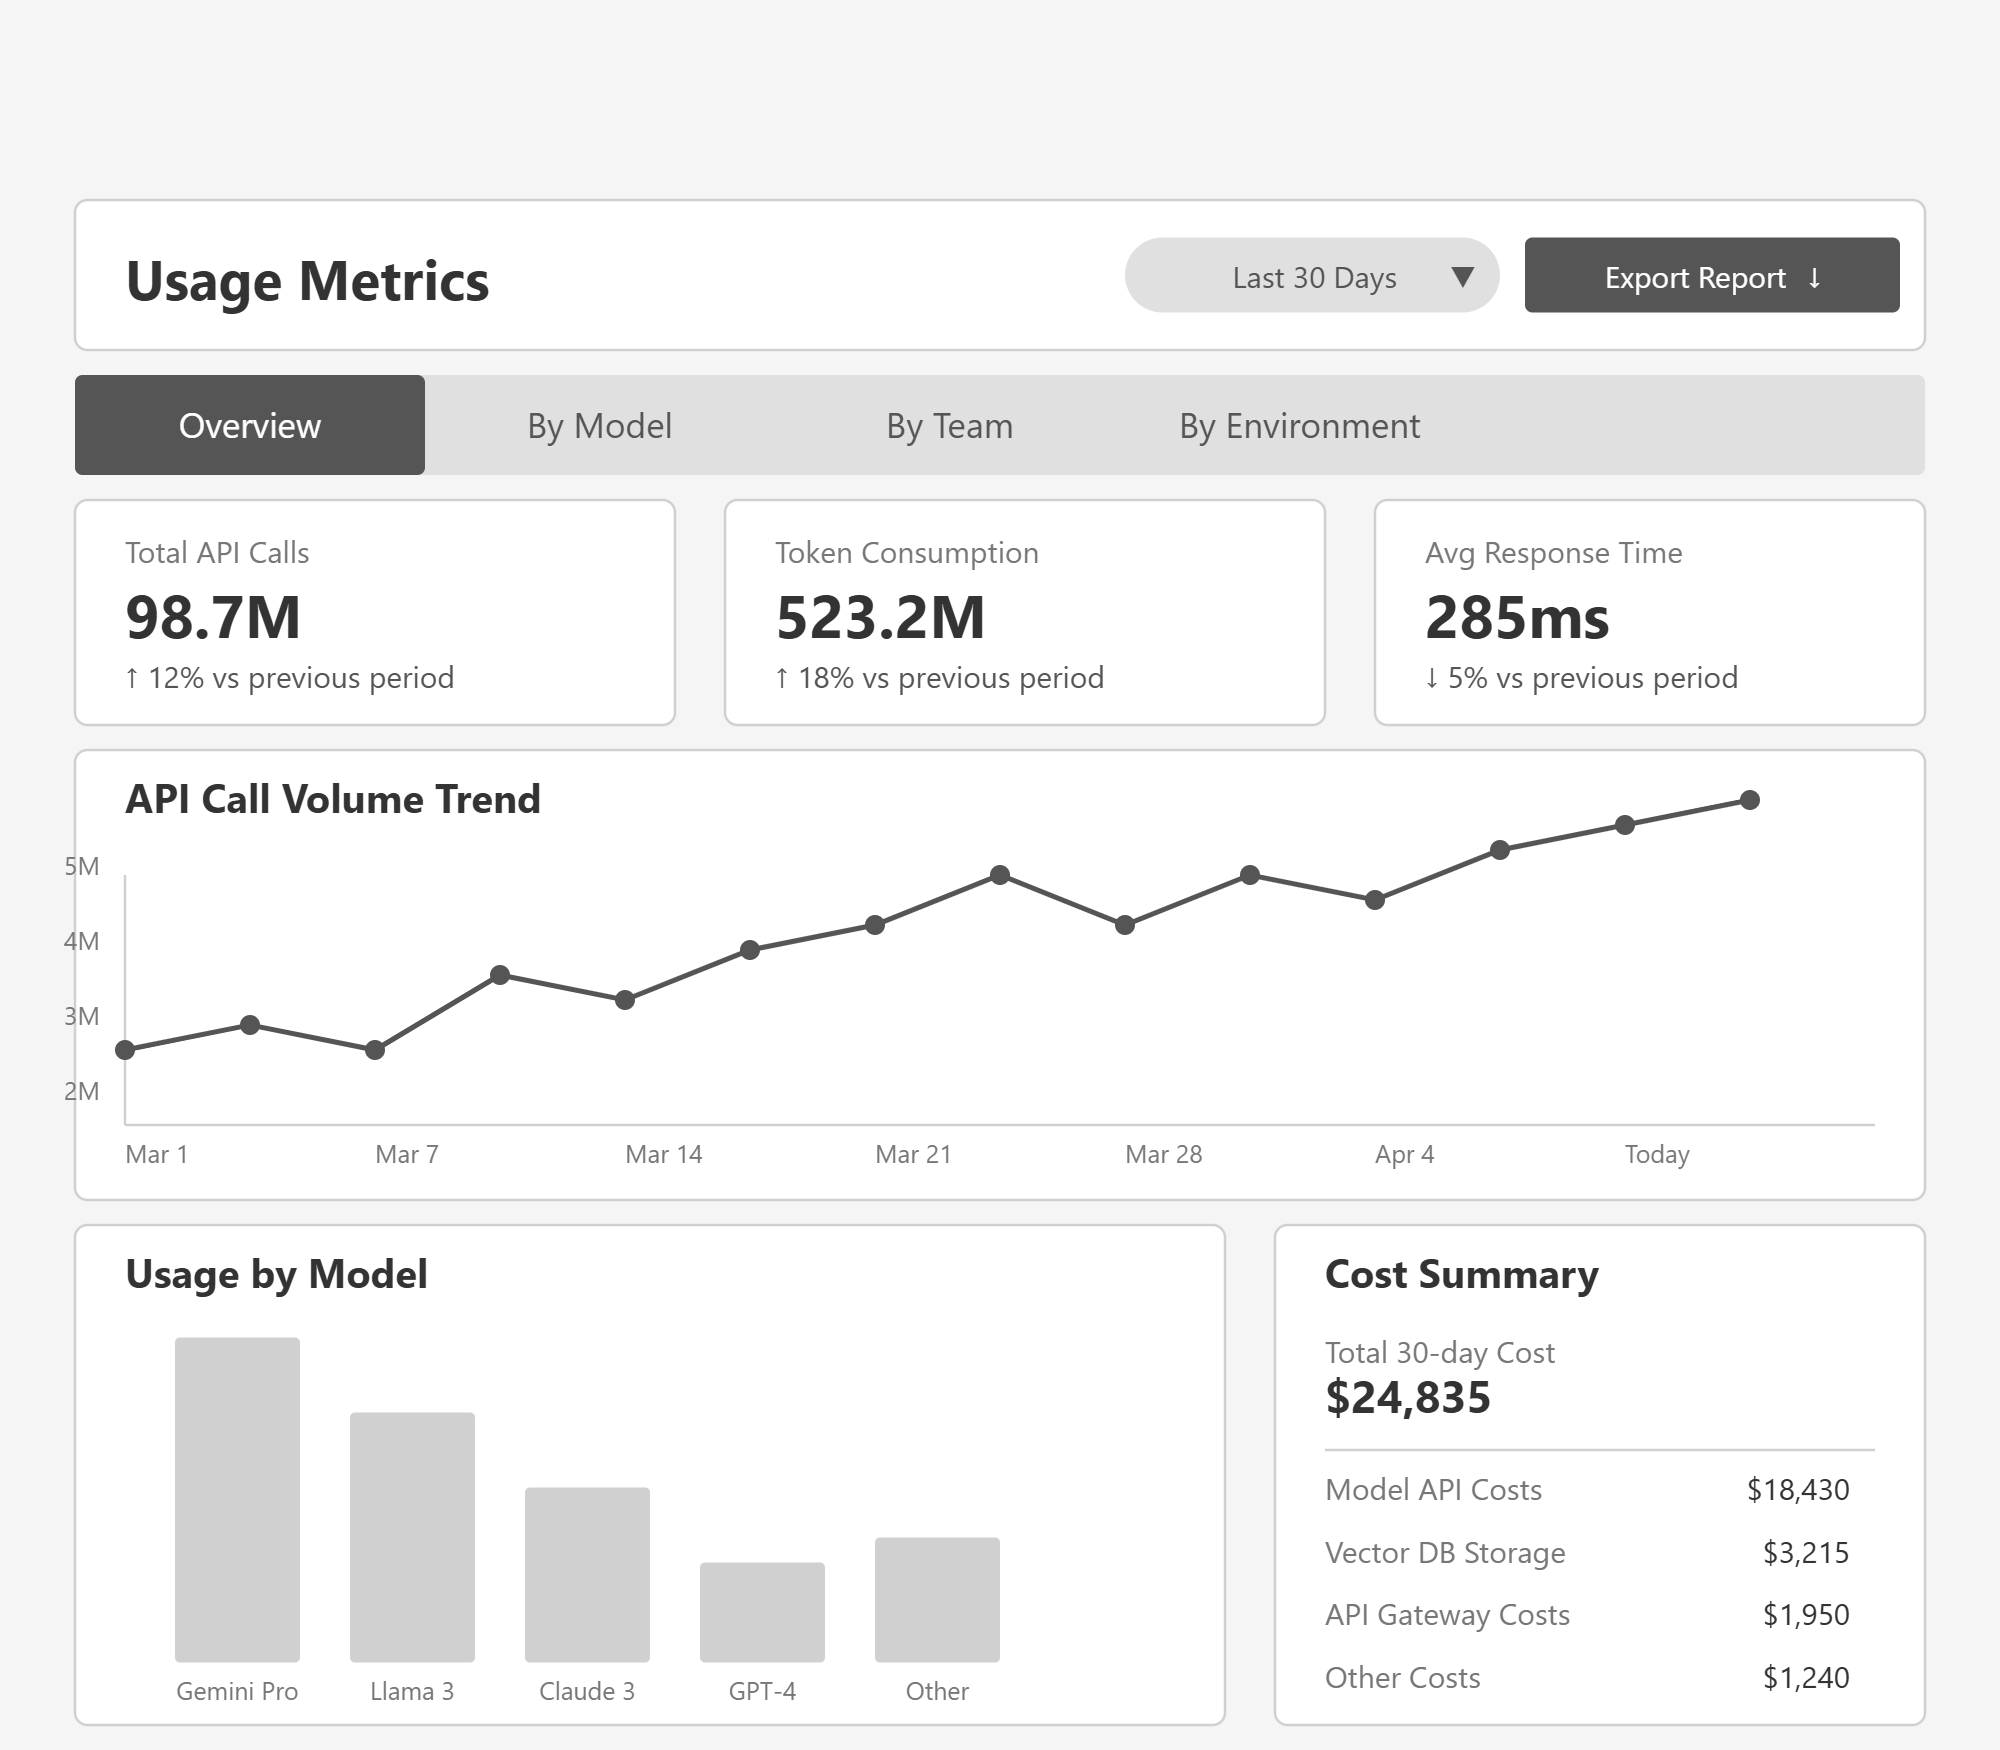 Usage Metrics
Last 30 Days ▼
Export Report ↓
Overview
By Model
By Team
By Environment
Total API Calls
98.7M
↑ 12% vs previous period
Token Consumption
523.2M
↑ 18% vs previous period
Avg Response Time
285ms
↓ 5% vs previous period
API Call Volume Trend
5M
4M
3M
2M
Mar 1
Mar 7
Mar 14
Mar 21
Mar 28
Apr 4
Today
Usage by Model
Gemini Pro
Llama 3
Claude 3
GPT-4
Other
Cost Summary
Total 30-day Cost
$24,835
Model API Costs $18,430
Vector DB Storage $3,215
API Gateway Costs $1,950
Other Costs $1,240